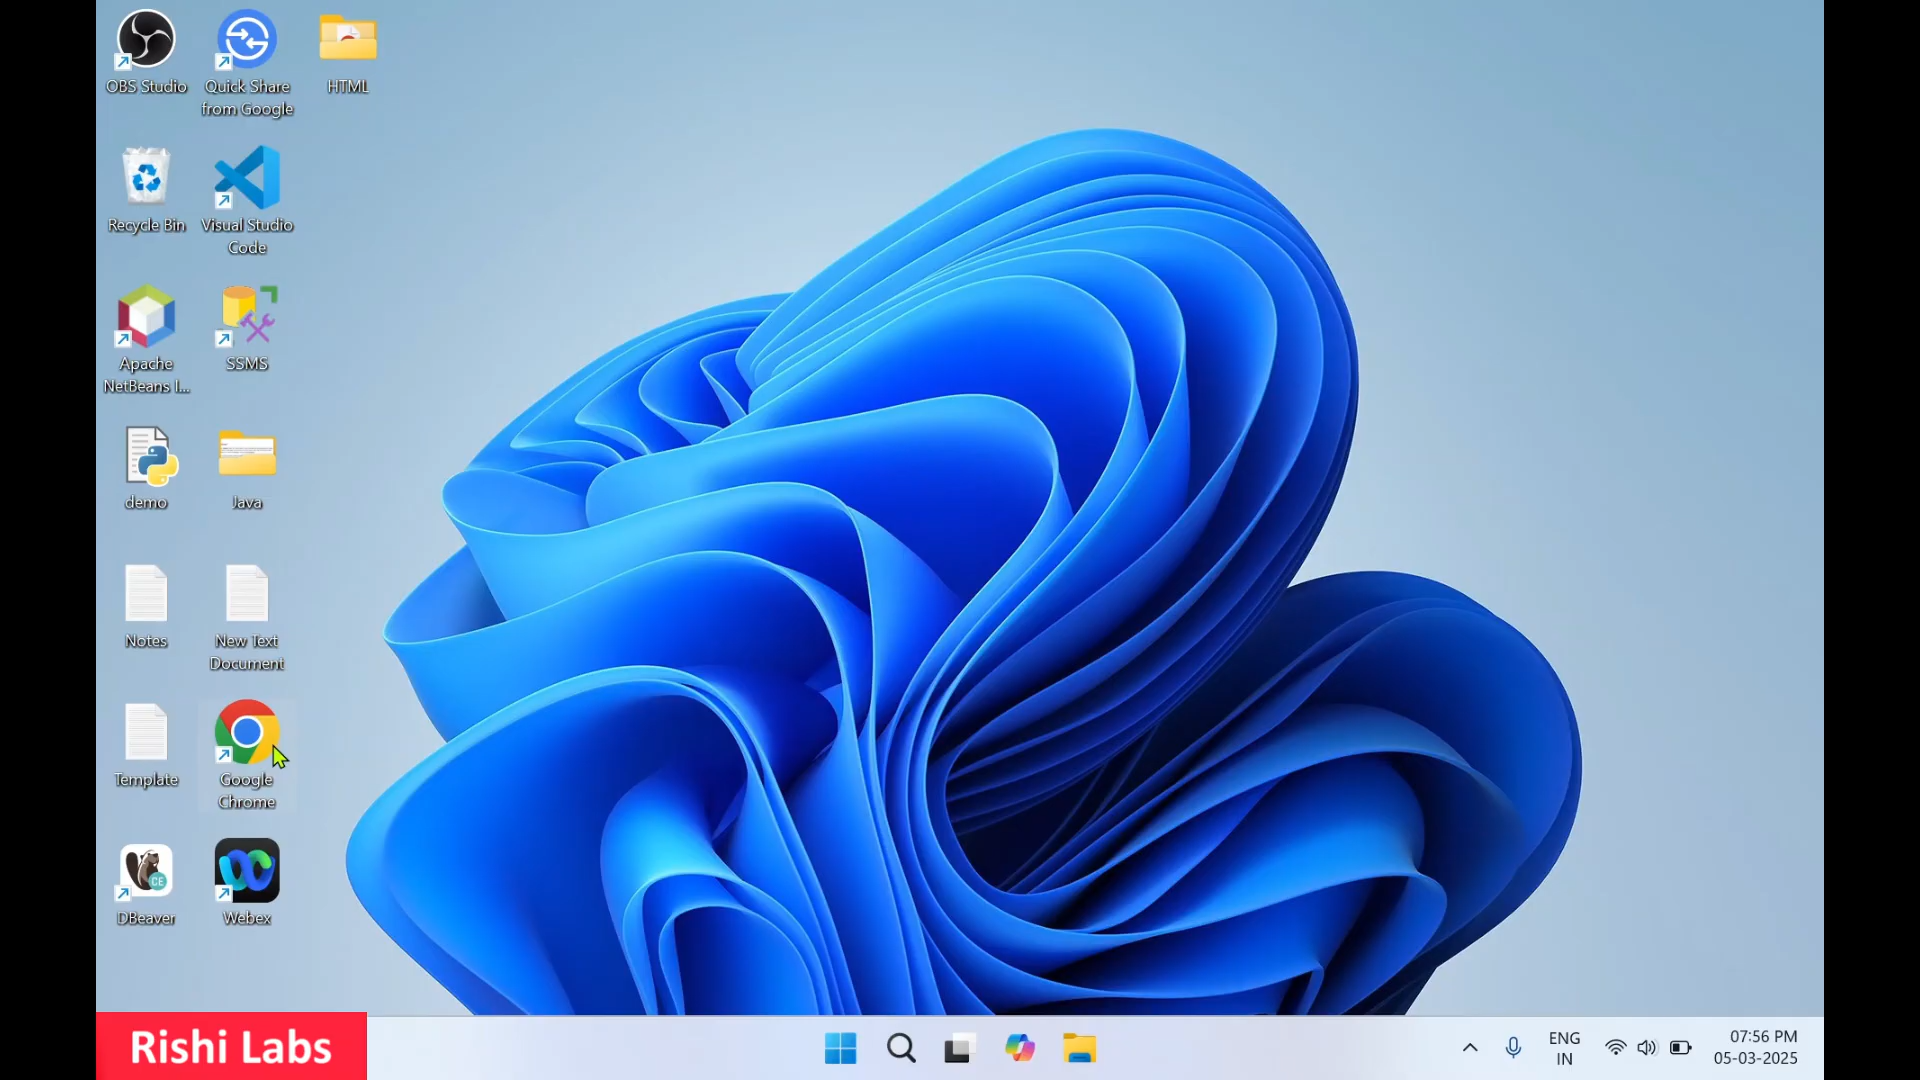 OBS Studio
Quick Share
from Google
HTML
Recycle Bin
Visual Studio
Code
Apache
NetBeans I...
SSMS
demo
Java
Notes
New Text
Document
Template
Google
Chrome
DBeaver
Webex
CE
Rishi Labs
ENG
IN
07:56 PM
05-03-2025